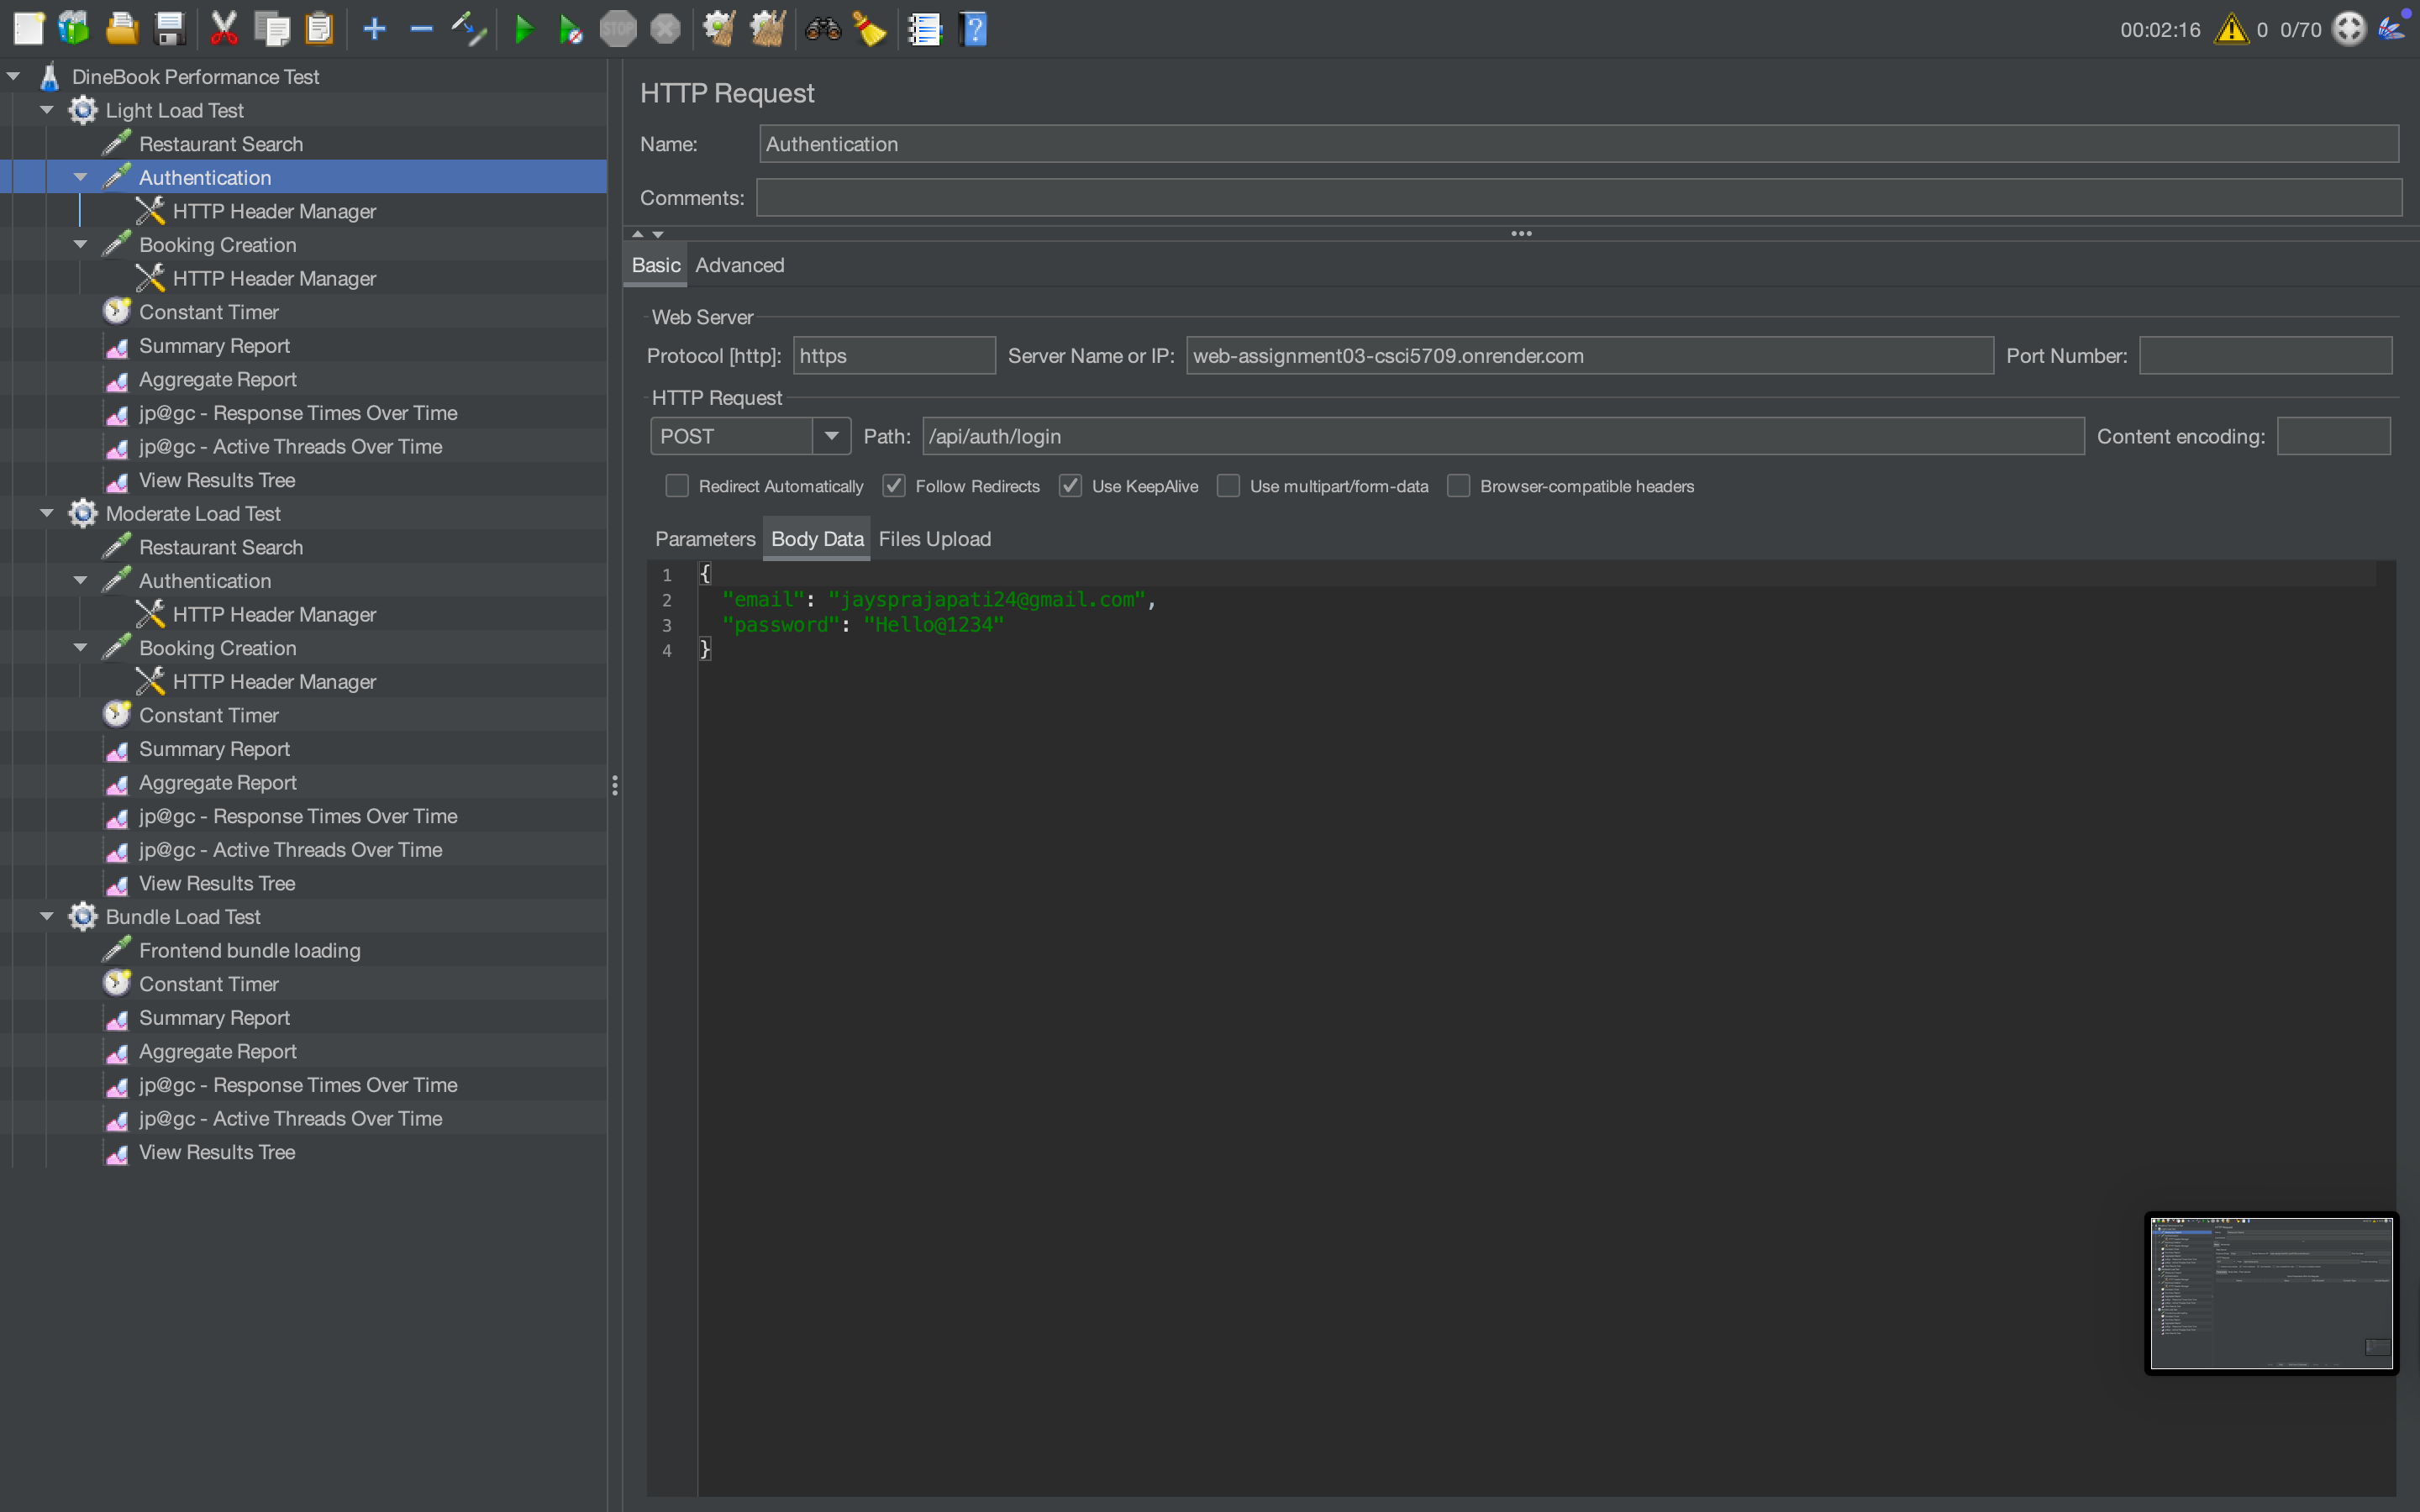 STOP
00:02:16
0
0/70
DineBook Performance Test
Light Load Test
Restaurant Search
Authentication
HTTP Header Manager
Booking Creation
HTTP Header Manager
Constant Timer
Summary Report
Aggregate Report
jp@gc - Response Times Over Time
jp@gc - Active Threads Over Time
View Results Tree
Moderate Load Test
Restaurant Search
Authentication
HTTP Header Manager
Booking Creation
HTTP Header Manager
Constant Timer
Summary Report
Aggregate Report
jp@gc - Response Times Over Time
jp@gc - Active Threads Over Time
View Results Tree
Bundle Load Test
Frontend bundle loading
Constant Timer
Summary Report
Aggregate Report
jp@gc - Response Times Over Time
jp@gc - Active Threads Over Time
View Results Tree
HTTP Request
Name: Authentication
Comments:
Basic Advanced
Web Server
Protocol [http]: https Server Name or IP: web-assignment03-csci5709.onrender.com Port Number:
HTTP Request
POST Path: /api/auth/login Content encoding:
Redirect Automatically Follow Redirects Use KeepAlive Use multipart/form-data Browser-compatible headers
Parameters Body Data Files Upload
1 {
2 "email": "jaysprajapati24@gmail.com",
3 "password": "Hello@1234"
4 }